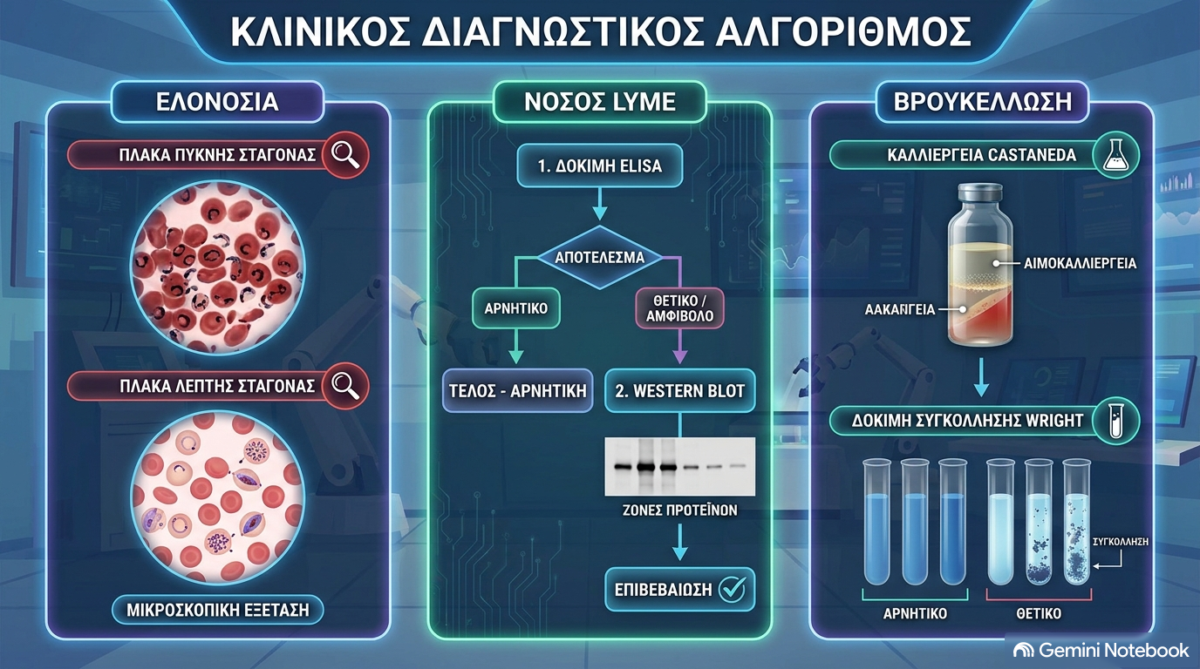 ΚΛΙΝΙΚΟΣ ΔΙΑΓΝΩΣΤΙΚΟΣ ΑΛΓΟΡΙΘΜΟΣ
ΕΛΟΝΟΣΙΑ
ΠΛΑΚΑ ΠΥΚΝΗΣ ΣΤΑΓΟΝΑΣ
ΠΛΑΚΑ ΛΕΠΤΗΣ ΣΤΑΓΟΝΑΣ
ΜΙΚΡΟΣΚΟΠΙΚΗ ΕΞΕΤΑΣΗ
ΝΟΣΟΣ LYME
1. ΔΟΚΙΜΗ ELISA
ΑΠΟΤΕΛΕΣΜΑ
ΑΡΝΗΤΙΚΟ
ΘΕΤΙΚΟ /
ΑΜΦΙΒΟΛΟ
ΤΕΛΟΣ - ΑΡΝΗΤΙΚΗ
2. WESTERN BLOT
ΖΩΝΕΣ ΠΡΩΤΕΪΝΩΝ
ΕΠΙΒΕΒΑΙΩΣΗ
ΒΡΟΥΚΕΛΛΩΣΗ
ΚΑΛΛΙΕΡΓΕΙΑ CASTANEDA
ΑΙΜΟΚΑΛΛΙΕΡΓΕΙΑ
ΔΟΚΙΜΗ ΣΥΓΚΟΛΛΗΣΗΣ WRIGHT
ΣΥΓΚΟΛΛΗΣΗ
ΑΡΝΗΤΙΚΟ
ΘΕΤΙΚΟ
Gemini Notebook